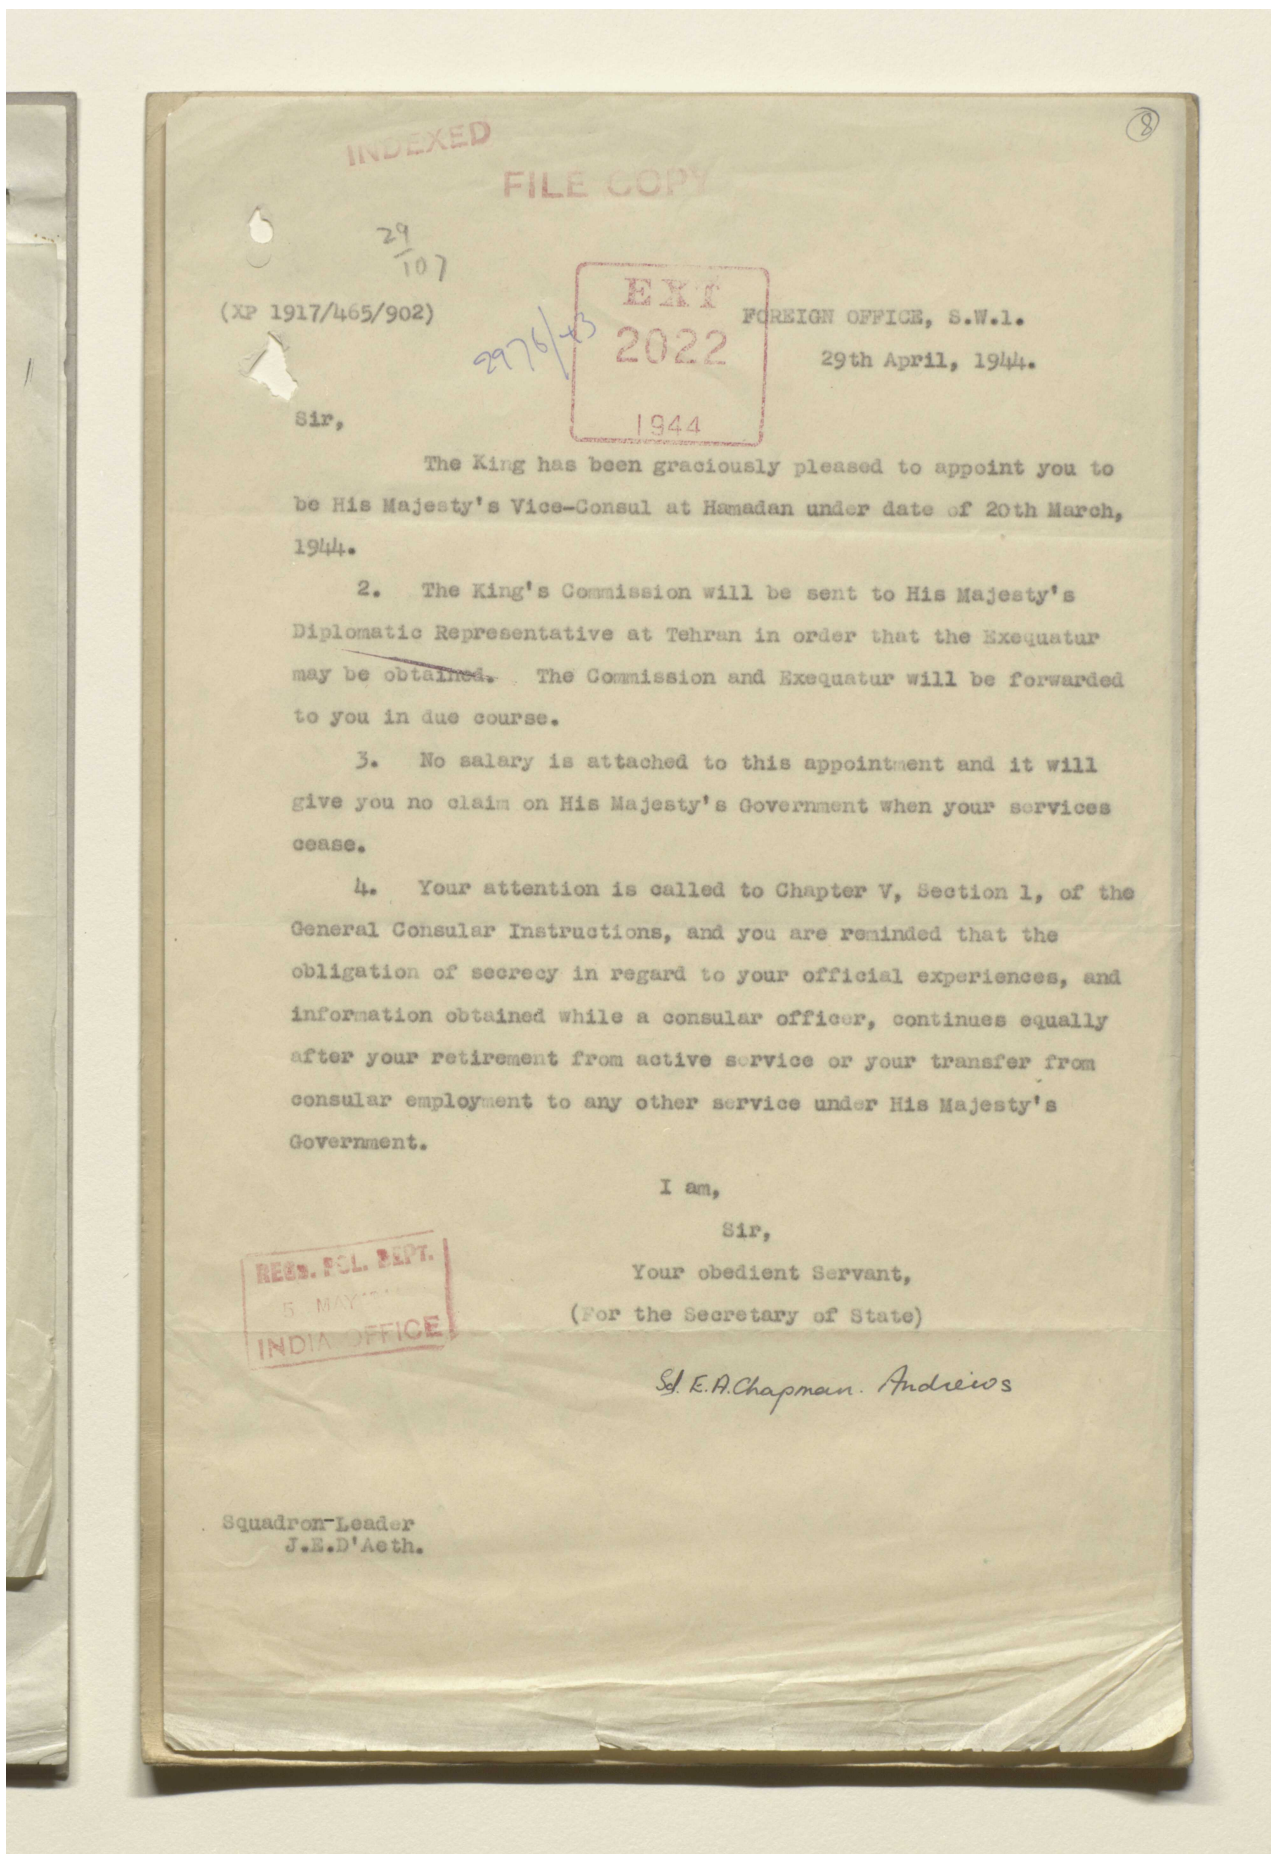 8
INDEXED
FILE COPY
29
107
(XP 1917/465/902)
2976/43
EXT
2022
1944
FOREIGN OFFICE, S.W.1.
29th April, 1944.
Sir,
The King has been graciously pleased to appoint you to
be His Majesty's Vice-Consul at Hamadan under date of 20th March,
1944.
2. The King's Commission will be sent to His Majesty's
Diplomatic Representative at Tehran in order that the Exequatur
may be obtained. The Commission and Exequatur will be forwarded
to you in due course.
3. No salary is attached to this appointment and it will
give you no claim on His Majesty's Government when your services
cease.
4. Your attention is called to Chapter V, Section 1, of the
General Consular Instructions, and you are reminded that the
obligation of secrecy in regard to your official experiences, and
information obtained while a consular officer, continues equally
after your retirement from active service or your transfer from
consular employment to any other service under His Majesty's
Government.
I am,
Sir,
Your obedient Servant,
(For the Secretary of State)
Sd. E.A. Chapman. Andrews
RECD. POL. DEPT.
5 MAY
INDIA OFFICE
Squadron-Leader
J.E.D'Aeth.